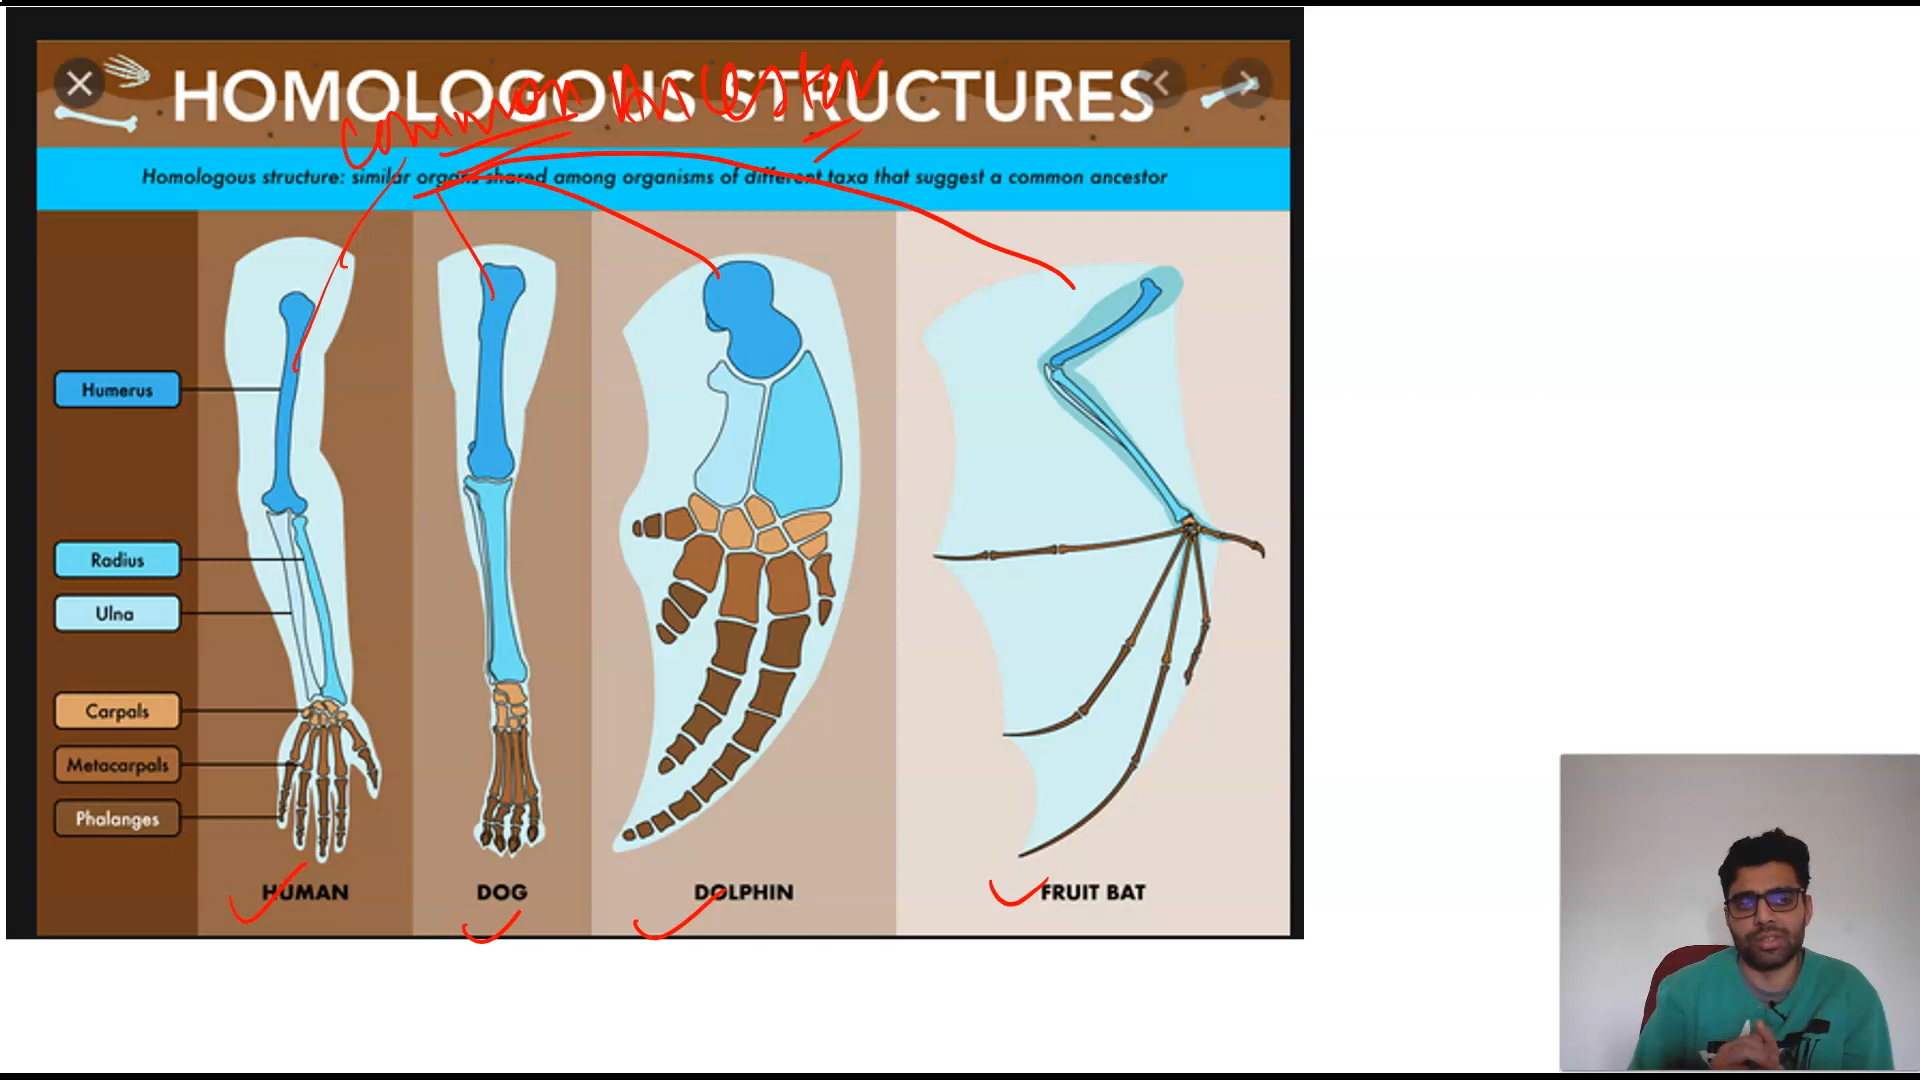 HOMOLOGOUS STRUCTURES
common Ancestor
Homologous structure: similar organs shared among organisms of different taxa that suggest a common ancestor
Humerus
Radius
Ulna
Carpals
Metacarpals
Phalanges
HUMAN DOG DOLPHIN FRUIT BAT